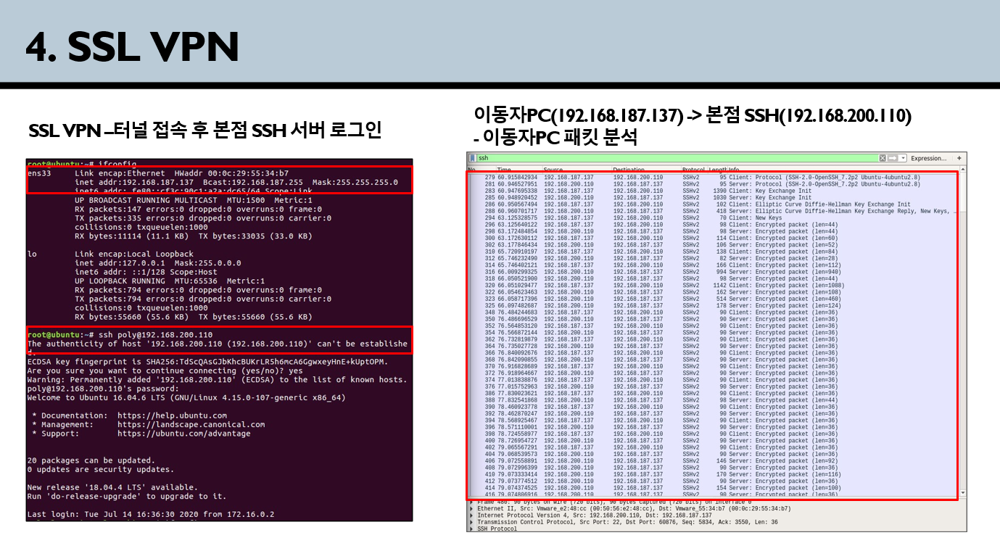 4. SSL VPN
SSL VPN –터널 접속 후 본점 SSH 서버 로그인
root@ubuntu:~# ifconfig
ens33     Link encap:Ethernet  HWaddr 00:0c:29:55:34:b7
          inet addr:192.168.187.137  Bcast:192.168.187.255  Mask:255.255.255.0
          inet6 addr: fe80::cf3c:90c1:a2a:dc65/64 Scope:Link
          UP BROADCAST RUNNING MULTICAST  MTU:1500  Metric:1
          RX packets:147 errors:0 dropped:0 overruns:0 frame:0
          TX packets:335 errors:0 dropped:0 overruns:0 carrier:0
          collisions:0 txqueuelen:1000
          RX bytes:11114 (11.1 KB)  TX bytes:33035 (33.0 KB)
lo        Link encap:Local Loopback
          inet addr:127.0.0.1  Mask:255.0.0.0
          inet6 addr: ::1/128 Scope:Host
          UP LOOPBACK RUNNING  MTU:65536  Metric:1
          RX packets:794 errors:0 dropped:0 overruns:0 frame:0
          TX packets:794 errors:0 dropped:0 overruns:0 carrier:0
          collisions:0 txqueuelen:1000
          RX bytes:55660 (55.6 KB)  TX bytes:55660 (55.6 KB)
root@ubuntu:~# ssh poly@192.168.200.110
The authenticity of host '192.168.200.110 (192.168.200.110)' can't be establishe
d.
ECDSA key fingerprint is SHA256:TdScQAsGJbKhcBUKrLR5h6mcA6GgwxeyHnE+kUptOPM.
Are you sure you want to continue connecting (yes/no)? yes
Warning: Permanently added '192.168.200.110' (ECDSA) to the list of known hosts.
poly@192.168.200.110's password:
Welcome to Ubuntu 16.04.6 LTS (GNU/Linux 4.15.0-107-generic x86_64)
 * Documentation:  https://help.ubuntu.com
 * Management:     https://landscape.canonical.com
 * Support:        https://ubuntu.com/advantage
20 packages can be updated.
0 updates are security updates.
New release '18.04.4 LTS' available.
Run 'do-release-upgrade' to upgrade to it.
Last login: Tue Jul 14 16:36:30 2020 from 172.16.0.2
이동자PC(192.168.187.137) -> 본점 SSH(192.168.200.110)
- 이동자PC 패킷 분석
ssh Expression... +
No. Time Source Destination Protocol Length Info
279 60.915842934 192.168.187.137 192.168.200.110 SSHv2 95 Client: Protocol (SSH-2.0-OpenSSH_7.2p2 Ubuntu-4ubuntu2.8)
281 60.946527951 192.168.200.110 192.168.187.137 SSHv2 95 Server: Protocol (SSH-2.0-OpenSSH_7.2p2 Ubuntu-4ubuntu2.8)
283 60.947695338 192.168.187.137 192.168.200.110 SSHv2 1390 Client: Key Exchange Init
285 60.948920452 192.168.200.110 192.168.187.137 SSHv2 1030 Server: Key Exchange Init
286 60.950567494 192.168.187.137 192.168.200.110 SSHv2 102 Client: Elliptic Curve Diffie-Hellman Key Exchange Init
288 60.960701717 192.168.200.110 192.168.187.137 SSHv2 418 Server: Elliptic Curve Diffie-Hellman Key Exchange Reply, New Keys, …
294 63.125328575 192.168.187.137 192.168.200.110 SSHv2 70 Client: New Keys
296 63.125640122 192.168.187.137 192.168.200.110 SSHv2 98 Client: Encrypted packet (len=44)
298 63.172484854 192.168.200.110 192.168.187.137 SSHv2 98 Server: Encrypted packet (len=44)
300 63.172630112 192.168.187.137 192.168.200.110 SSHv2 114 Client: Encrypted packet (len=60)
302 63.177846434 192.168.200.110 192.168.187.137 SSHv2 106 Server: Encrypted packet (len=52)
310 65.720910197 192.168.187.137 192.168.200.110 SSHv2 138 Client: Encrypted packet (len=84)
312 65.746232490 192.168.200.110 192.168.187.137 SSHv2 82 Server: Encrypted packet (len=28)
314 65.746402121 192.168.187.137 192.168.200.110 SSHv2 166 Client: Encrypted packet (len=112)
316 66.009299325 192.168.200.110 192.168.187.137 SSHv2 994 Server: Encrypted packet (len=940)
318 66.050521900 192.168.200.110 192.168.187.137 SSHv2 98 Server: Encrypted packet (len=44)
320 66.051029477 192.168.187.137 192.168.200.110 SSHv2 1142 Client: Encrypted packet (len=1088)
322 66.054623463 192.168.200.110 192.168.187.137 SSHv2 162 Server: Encrypted packet (len=108)
323 66.058717396 192.168.200.110 192.168.187.137 SSHv2 514 Server: Encrypted packet (len=460)
325 66.097482687 192.168.200.110 192.168.187.137 SSHv2 178 Server: Encrypted packet (len=124)
348 76.484244683 192.168.187.137 192.168.200.110 SSHv2 90 Client: Encrypted packet (len=36)
350 76.486696529 192.168.200.110 192.168.187.137 SSHv2 90 Server: Encrypted packet (len=36)
352 76.564853120 192.168.187.137 192.168.200.110 SSHv2 90 Client: Encrypted packet (len=36)
354 76.566872144 192.168.200.110 192.168.187.137 SSHv2 90 Server: Encrypted packet (len=36)
362 76.732819879 192.168.187.137 192.168.200.110 SSHv2 90 Client: Encrypted packet (len=36)
364 76.735027728 192.168.200.110 192.168.187.137 SSHv2 90 Server: Encrypted packet (len=36)
366 76.840092676 192.168.187.137 192.168.200.110 SSHv2 90 Client: Encrypted packet (len=36)
368 76.842090855 192.168.200.110 192.168.187.137 SSHv2 90 Server: Encrypted packet (len=36)
370 76.916828689 192.168.187.137 192.168.200.110 SSHv2 90 Client: Encrypted packet (len=36)
372 76.918964667 192.168.200.110 192.168.187.137 SSHv2 90 Server: Encrypted packet (len=36)
374 77.013838876 192.168.187.137 192.168.200.110 SSHv2 90 Client: Encrypted packet (len=36)
376 77.015752963 192.168.200.110 192.168.187.137 SSHv2 90 Server: Encrypted packet (len=36)
386 77.830023621 192.168.187.137 192.168.200.110 SSHv2 90 Client: Encrypted packet (len=36)
388 77.832541868 192.168.200.110 192.168.187.137 SSHv2 98 Server: Encrypted packet (len=44)
390 78.460923778 192.168.187.137 192.168.200.110 SSHv2 90 Client: Encrypted packet (len=36)
392 78.462870247 192.168.200.110 192.168.187.137 SSHv2 90 Server: Encrypted packet (len=36)
394 78.568925467 192.168.187.137 192.168.200.110 SSHv2 90 Client: Encrypted packet (len=36)
396 78.571110001 192.168.200.110 192.168.187.137 SSHv2 90 Server: Encrypted packet (len=36)
398 78.724558977 192.168.187.137 192.168.200.110 SSHv2 90 Client: Encrypted packet (len=36)
400 78.726954727 192.168.200.110 192.168.187.137 SSHv2 90 Server: Encrypted packet (len=36)
402 79.065567291 192.168.187.137 192.168.200.110 SSHv2 90 Client: Encrypted packet (len=36)
404 79.068539573 192.168.200.110 192.168.187.137 SSHv2 90 Server: Encrypted packet (len=36)
406 79.072558891 192.168.200.110 192.168.187.137 SSHv2 146 Server: Encrypted packet (len=92)
408 79.072996399 192.168.200.110 192.168.187.137 SSHv2 90 Server: Encrypted packet (len=36)
410 79.073333414 192.168.200.110 192.168.187.137 SSHv2 170 Server: Encrypted packet (len=116)
412 79.073774512 192.168.200.110 192.168.187.137 SSHv2 90 Server: Encrypted packet (len=36)
414 79.074374525 192.168.200.110 192.168.187.137 SSHv2 154 Server: Encrypted packet (len=100)
416 79.074806916 192.168.200.110 192.168.187.137 SSHv2 90 Server: Encrypted packet (len=36)
Frame 480: 90 bytes on wire (720 bits), 90 bytes captured (720 bits) on interface 0
Ethernet II, Src: Vmware_e2:48:cc (00:50:56:e2:48:cc), Dst: Vmware_55:34:b7 (00:0c:29:55:34:b7)
Internet Protocol Version 4, Src: 192.168.200.110, Dst: 192.168.187.137
Transmission Control Protocol, Src Port: 22, Dst Port: 60876, Seq: 5834, Ack: 3550, Len: 36
SSH Protocol